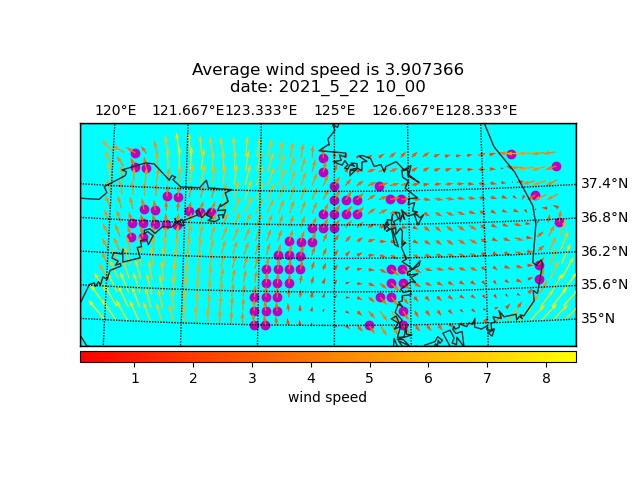 Average wind speed is 3.907366
date: 2021_5_22 10_00
120°E 121.667°E 123.333°E 125°E 126.667°E 128.333°E
37.4°N
36.8°N
36.2°N
35.6°N
35°N
1 2 3 4 5 6 7 8
wind speed